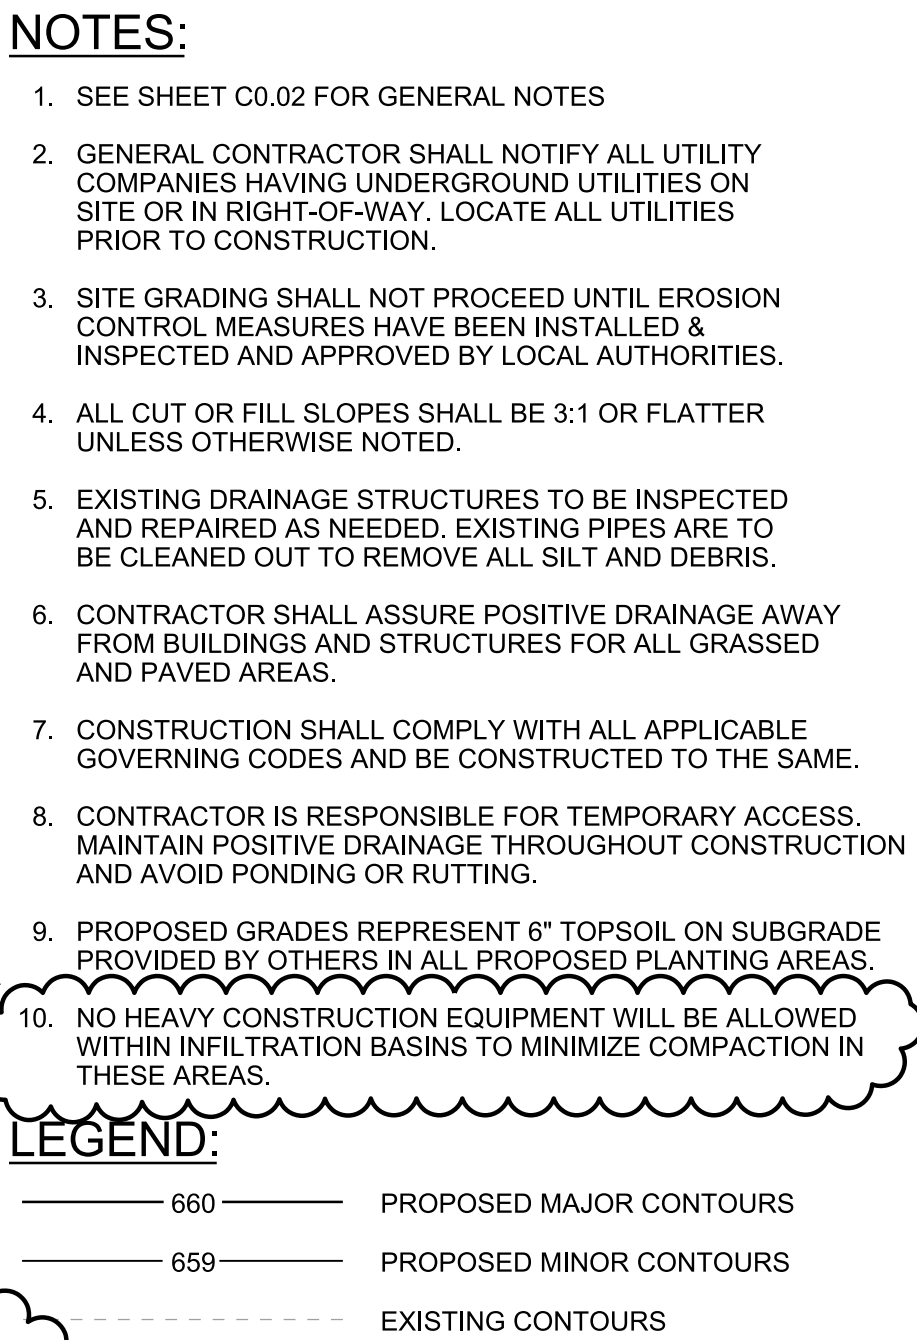 NOTES:
1. SEE SHEET C0.02 FOR GENERAL NOTES
2. GENERAL CONTRACTOR SHALL NOTIFY ALL UTILITY
COMPANIES HAVING UNDERGROUND UTILITIES ON
SITE OR IN RIGHT-OF-WAY. LOCATE ALL UTILITIES
PRIOR TO CONSTRUCTION.
3. SITE GRADING SHALL NOT PROCEED UNTIL EROSION
CONTROL MEASURES HAVE BEEN INSTALLED &
INSPECTED AND APPROVED BY LOCAL AUTHORITIES.
4. ALL CUT OR FILL SLOPES SHALL BE 3:1 OR FLATTER
UNLESS OTHERWISE NOTED.
5. EXISTING DRAINAGE STRUCTURES TO BE INSPECTED
AND REPAIRED AS NEEDED. EXISTING PIPES ARE TO
BE CLEANED OUT TO REMOVE ALL SILT AND DEBRIS.
6. CONTRACTOR SHALL ASSURE POSITIVE DRAINAGE AWAY
FROM BUILDINGS AND STRUCTURES FOR ALL GRASSED
AND PAVED AREAS.
7. CONSTRUCTION SHALL COMPLY WITH ALL APPLICABLE
GOVERNING CODES AND BE CONSTRUCTED TO THE SAME.
8. CONTRACTOR IS RESPONSIBLE FOR TEMPORARY ACCESS.
MAINTAIN POSITIVE DRAINAGE THROUGHOUT CONSTRUCTION
AND AVOID PONDING OR RUTTING.
9. PROPOSED GRADES REPRESENT 6" TOPSOIL ON SUBGRADE
PROVIDED BY OTHERS IN ALL PROPOSED PLANTING AREAS.
10. NO HEAVY CONSTRUCTION EQUIPMENT WILL BE ALLOWED
WITHIN INFILTRATION BASINS TO MINIMIZE COMPACTION IN
THESE AREAS.
LEGEND:
660 PROPOSED MAJOR CONTOURS
659 PROPOSED MINOR CONTOURS
EXISTING CONTOURS